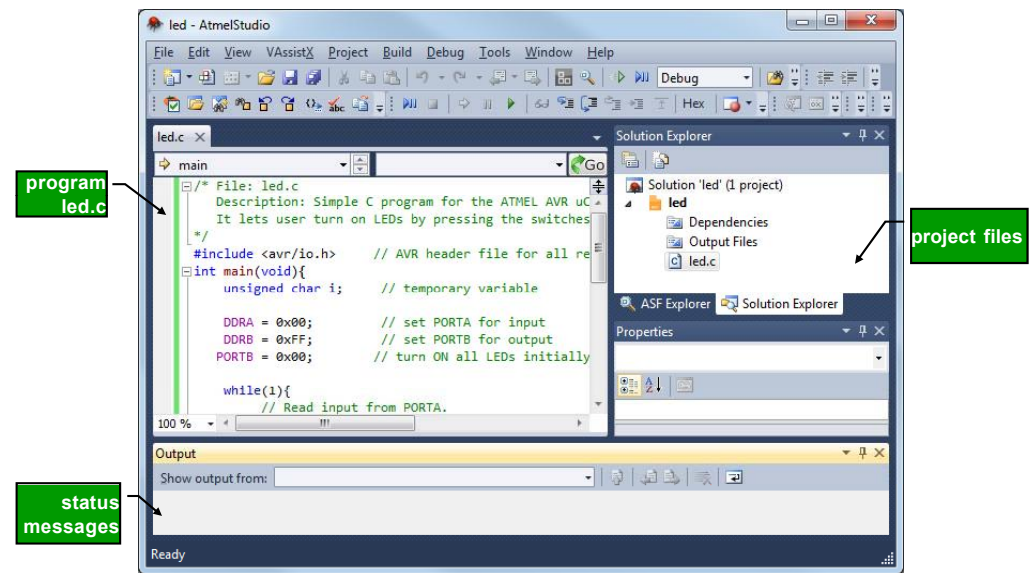 led - AtmelStudio
File Edit View VAssistX Project Build Debug Tools Window Help
Debug
Hex
led.c
main
Go
/* File: led.c
Description: Simple C program for the ATMEL AVR uC
It lets user turn on LEDs by pressing the switches
*/
#include <avr/io.h> // AVR header file for all re
int main(void){
unsigned char i; // temporary variable
DDRA = 0x00; // set PORTA for input
DDRB = 0xFF; // set PORTB for output
PORTB = 0x00; // turn ON all LEDs initially
while(1){
// Read input from PORTA.
100 %
Solution Explorer
Solution 'led' (1 project)
led
Dependencies
Output Files
led.c
ASF Explorer
Solution Explorer
Properties
Output
Show output from:
Ready
program
led.c
project files
status
messages